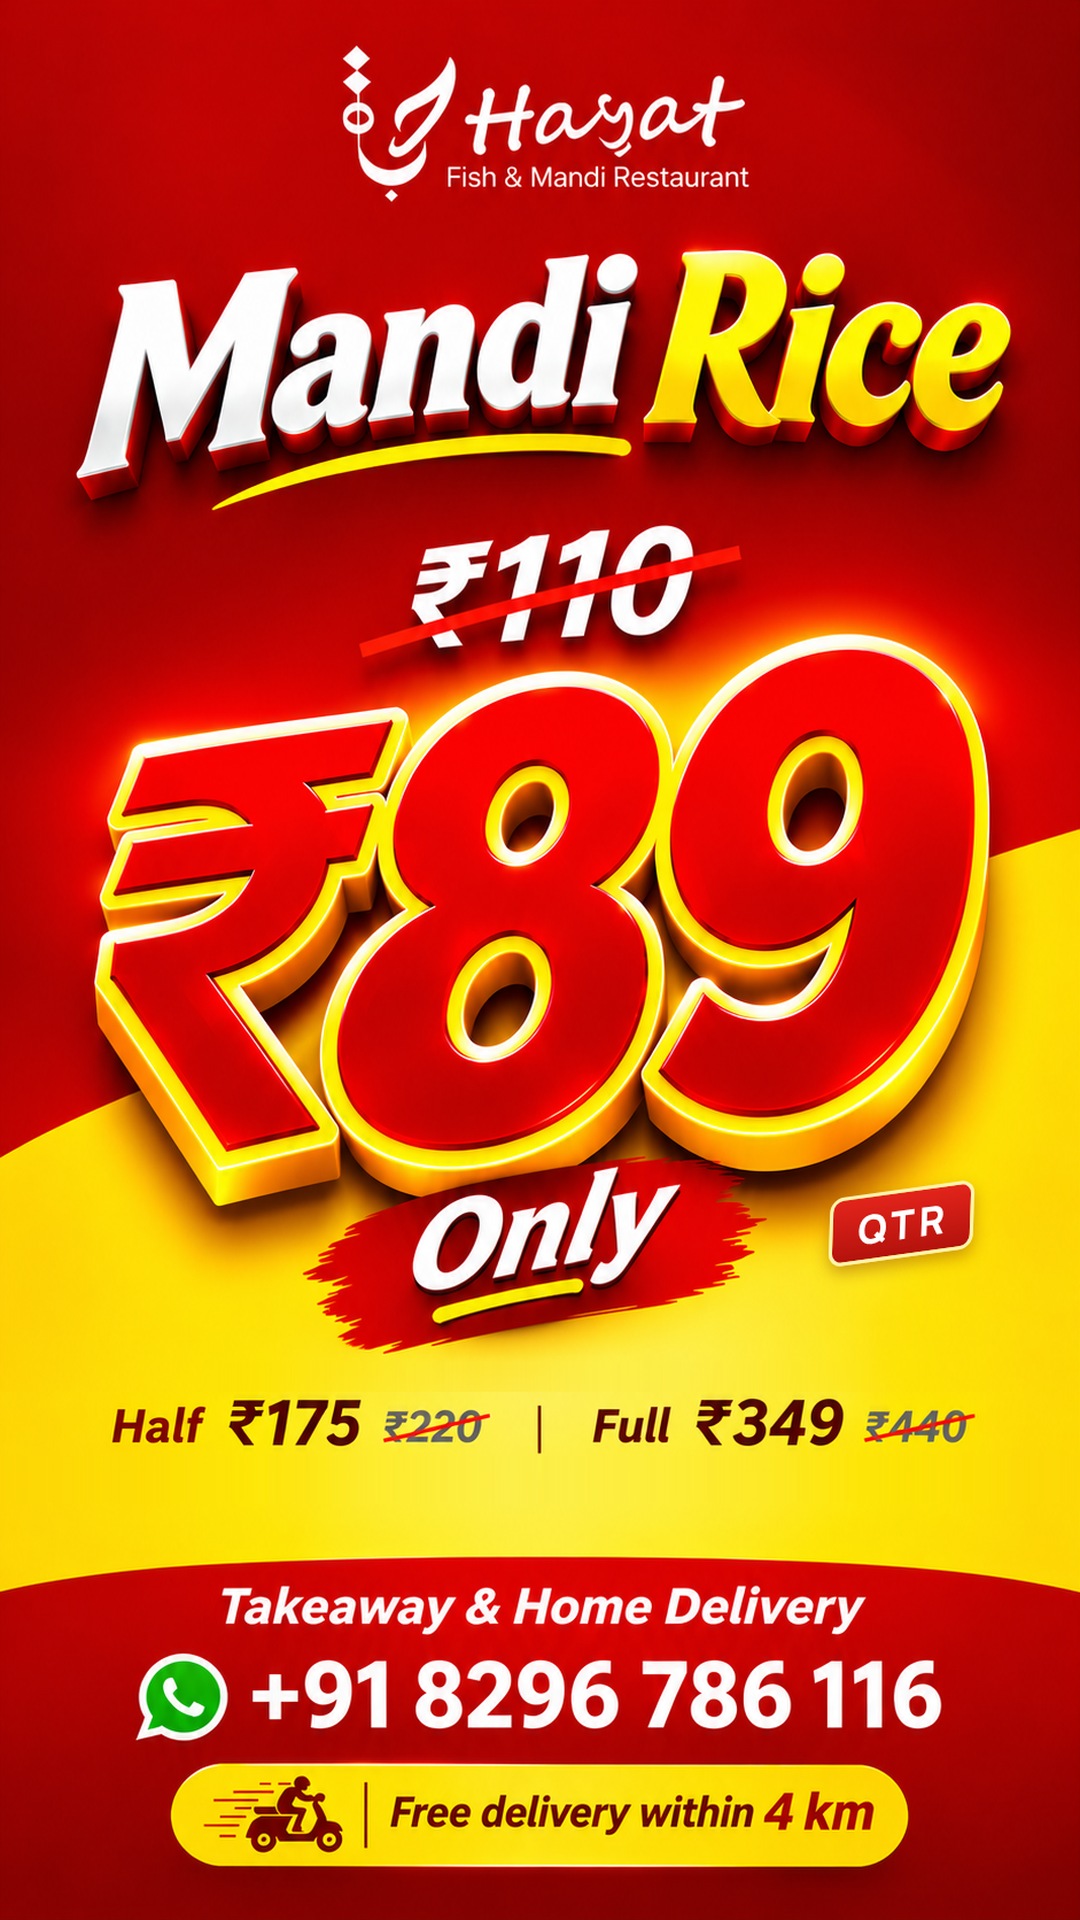 Hayat
Fish & Mandi Restaurant
Mandi Rice
₹110
₹89
Only
QTR
Half ₹175 ₹220 | Full ₹349 ₹440
Takeaway & Home Delivery
+91 8296 786 116
Free delivery within 4 km